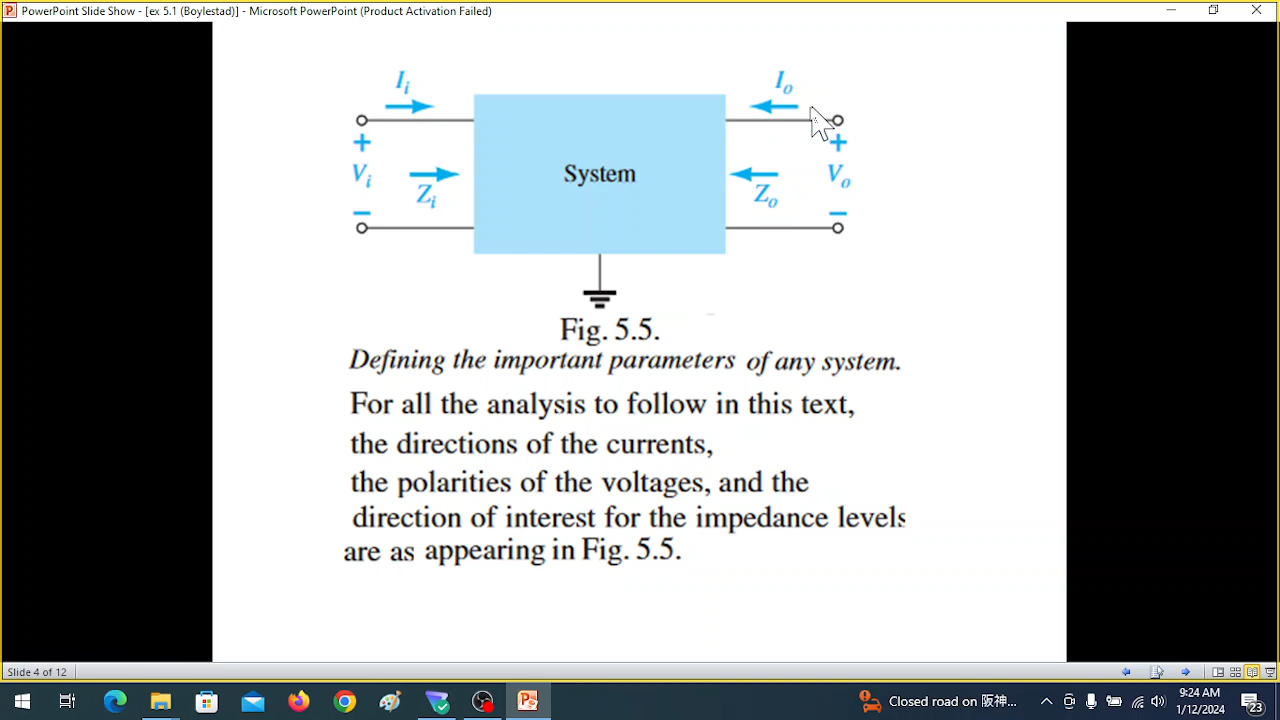 PowerPoint Slide Show - [ex 5.1 (Boylestad)] - Microsoft PowerPoint (Product Activation Failed)
Ii
Io
+
+
Vi
Zi
System
Zo
Vo
−
−
Fig. 5.5.
Defining the important parameters of any system.
For all the analysis to follow in this text,
the directions of the currents,
the polarities of the voltages, and the
direction of interest for the impedance levels
are as appearing in Fig. 5.5.
Slide 4 of 12
Closed road on 阪神...
9:24 AM
1/12/2024
23